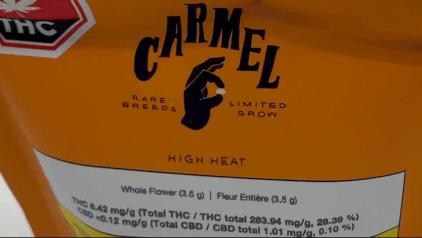 THC
CARMEL
RARE BREEDS
LIMITED GROW
HIGH HEAT
Whole Flower (3.5 g) | Fleur Entière (3,5 g)
THC 6.42 mg/g (Total THC / THC total 283.94 mg/g, 28.39 %)
CBD <0.12 mg/g (Total CBD / CBD total 1.01 mg/g, 0.10 %)